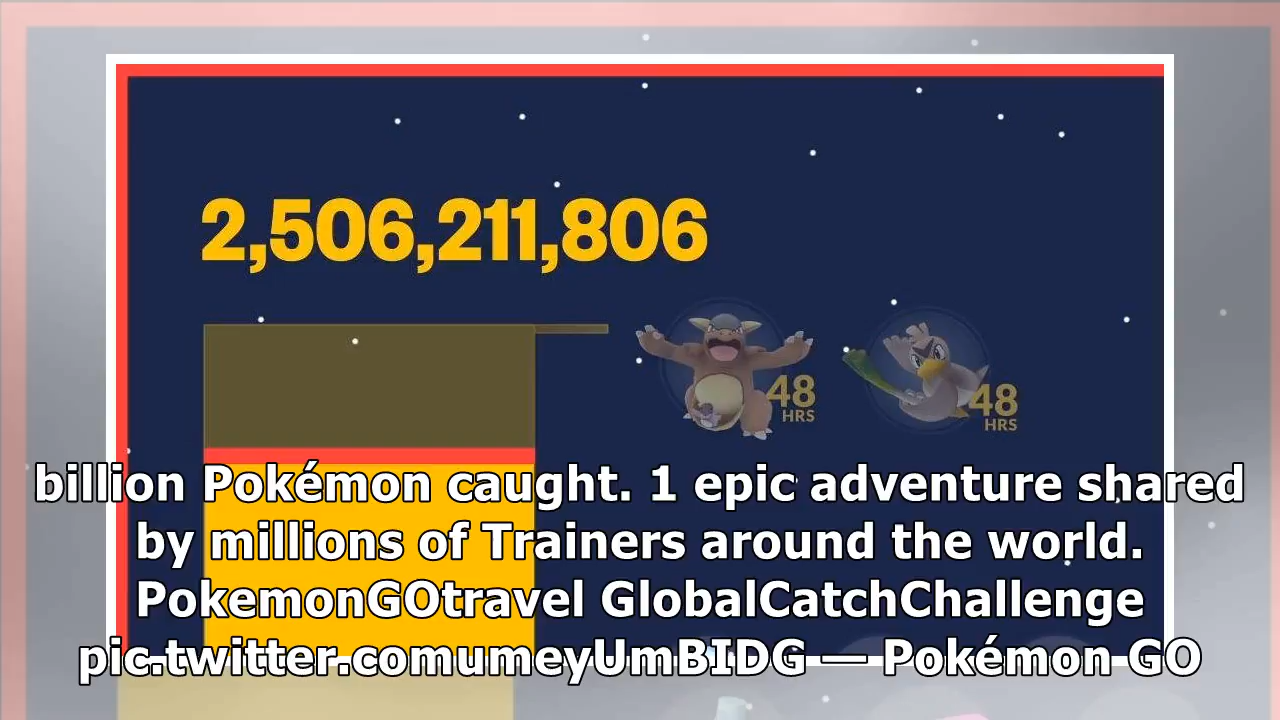 2,506,211,806
48
HRS
48
HRS
billion Pokémon caught. 1 epic adventure shared
by millions of Trainers around the world.
PokemonGOtravel GlobalCatchChallenge
pic.twitter.comumeyUmBIDG — Pokémon GO